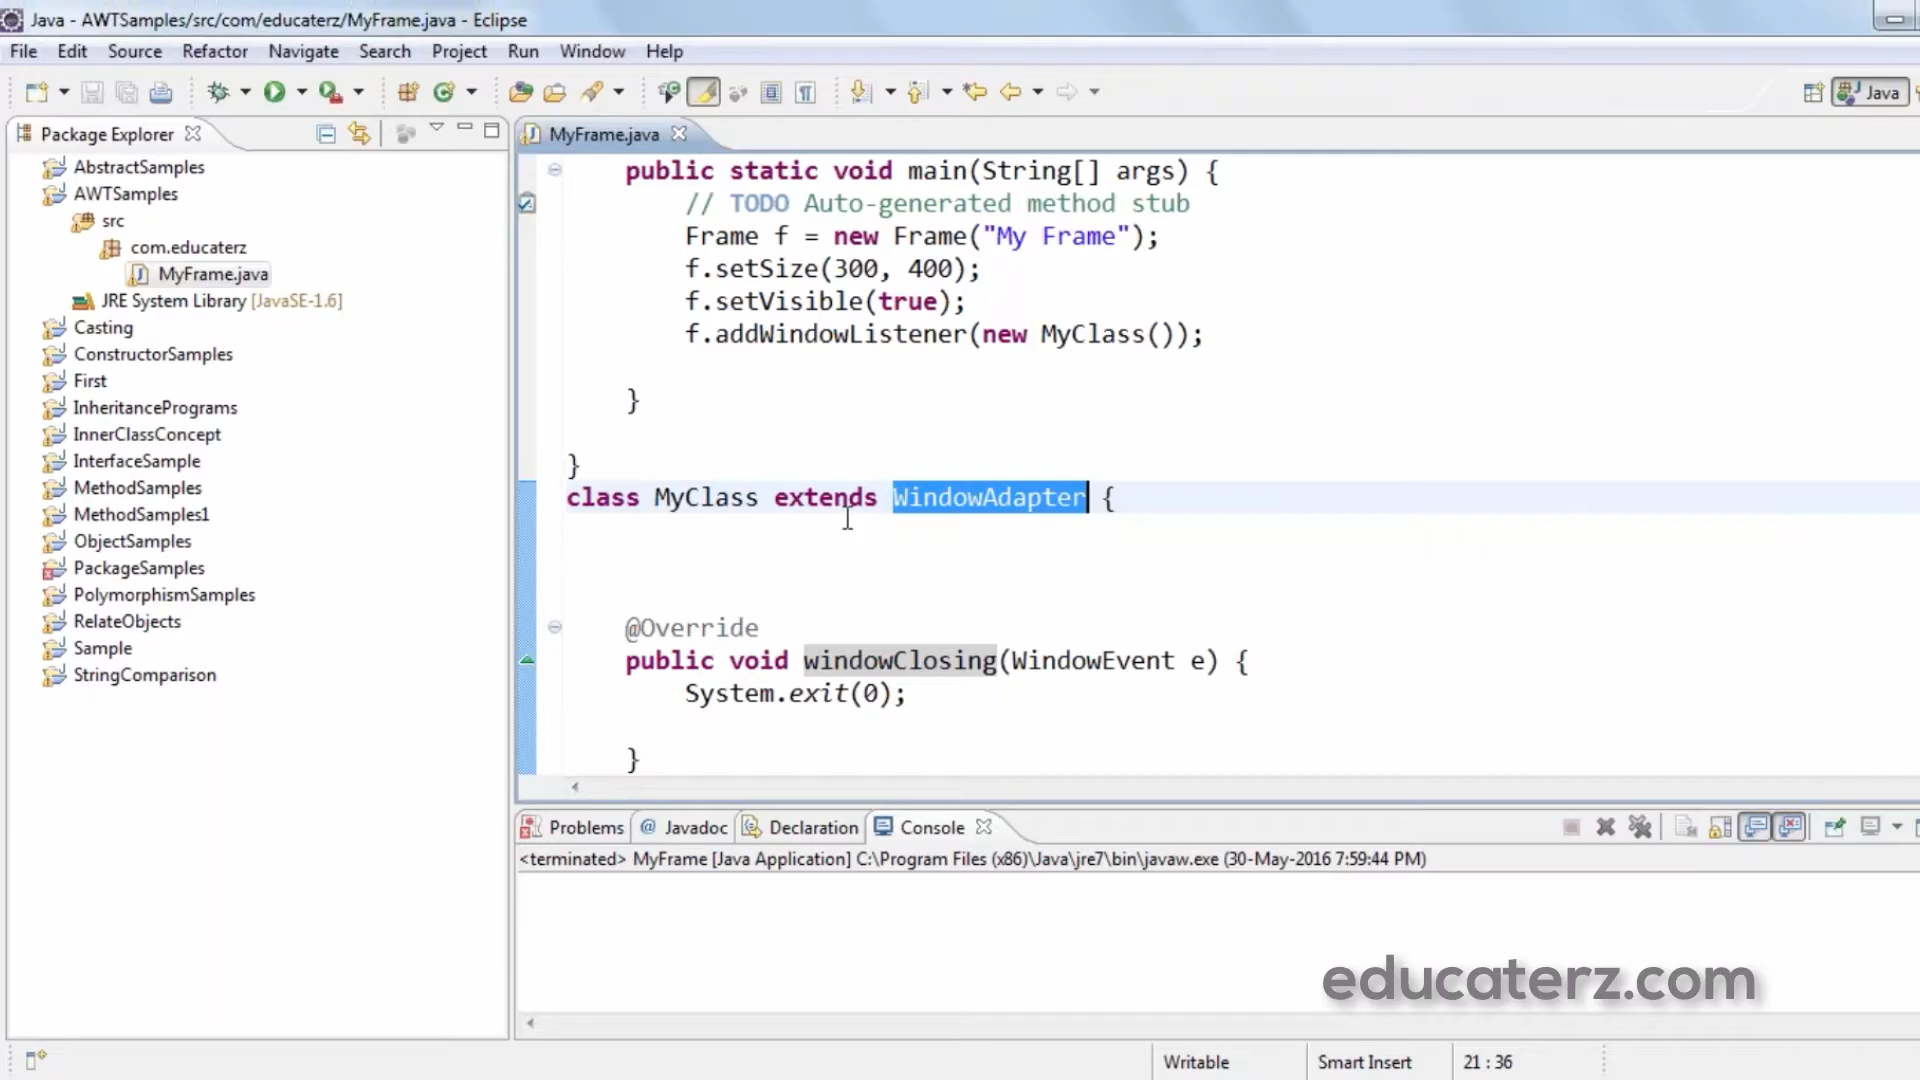 Java - AWTSamples/src/com/educaterz/MyFrame.java - Eclipse
File Edit Source Refactor Navigate Search Project Run Window Help
Java
Package Explorer
AbstractSamples
AWTSamples
src
com.educaterz
MyFrame.java
JRE System Library [JavaSE-1.6]
Casting
ConstructorSamples
First
InheritancePrograms
InnerClassConcept
InterfaceSample
MethodSamples
MethodSamples1
ObjectSamples
PackageSamples
PolymorphismSamples
RelateObjects
Sample
StringComparison
MyFrame.java
public static void main(String[] args) {
// TODO Auto-generated method stub
Frame f = new Frame("My Frame");
f.setSize(300, 400);
f.setVisible(true);
f.addWindowListener(new MyClass());
}
}
class MyClass extends WindowAdapter {
@Override
public void windowClosing(WindowEvent e) {
System.exit(0);
}
Problems @ Javadoc Declaration Console
<terminated> MyFrame [Java Application] C:\Program Files (x86)\Java\jre7\bin\javaw.exe (30-May-2016 7:59:44 PM)
educaterz.com
Writable Smart Insert 21 : 36